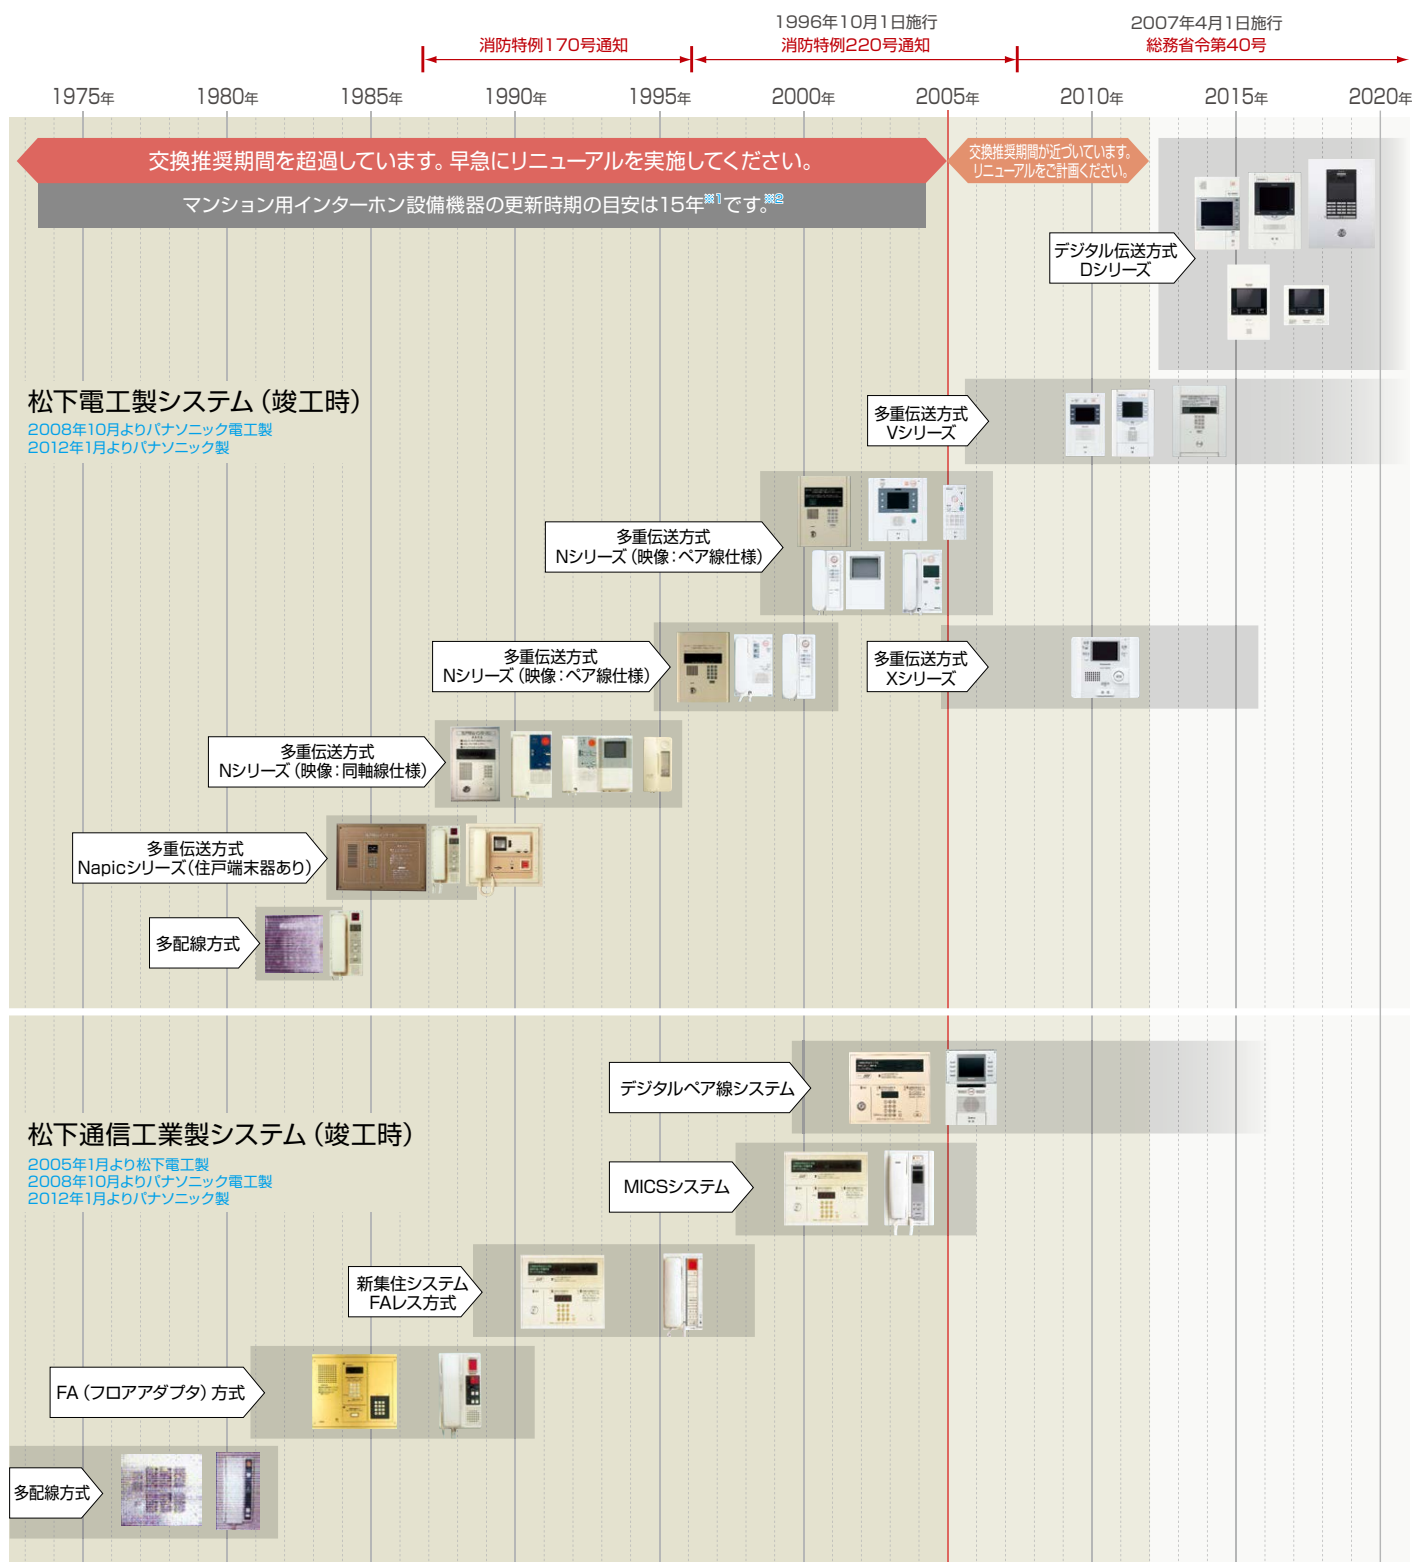 1996年10月1日施行
2007年4月1日施行
消防特例170号通知
消防特例220号通知
総務省令第40号
1975年
1980年
1985年
1990年
1995年
2000年
2005年
2010年
2015年
2020年
交換推奨期間を超過しています。早急にリニューアルを実施してください。
交換推奨期間が近づいています。
リニューアルをご計画ください。
マンション用インターホン設備機器の更新時期の目安は15年※1です。※2
デジタル伝送方式
Dシリーズ
松下電工製システム（竣工時）
2008年10月よりパナソニック電工製
2012年1月よりパナソニック製
多重伝送方式
Vシリーズ
多重伝送方式
Nシリーズ（映像：ペア線仕様）
多重伝送方式
Nシリーズ（映像：ペア線仕様）
多重伝送方式
Xシリーズ
多重伝送方式
Nシリーズ（映像：同軸線仕様）
多重伝送方式
Napicシリーズ（住戸端末器あり）
多配線方式
デジタルペア線システム
松下通信工業製システム（竣工時）
2005年1月より松下電工製
2008年10月よりパナソニック電工製
2012年1月よりパナソニック製
MICSシステム
新集住システム
FAレス方式
FA（フロアアダプタ）方式
多配線方式